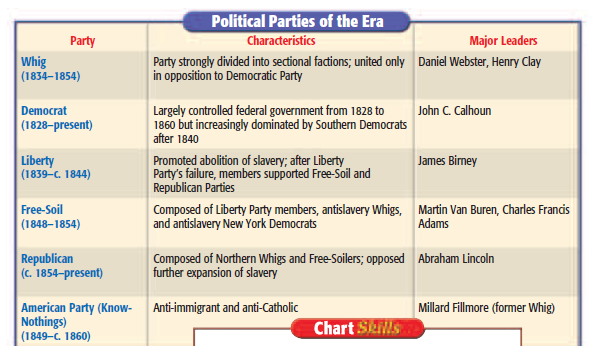 Political Parties of the Era
Party Characteristics Major Leaders
Whig
(1834–1854)
Party strongly divided into sectional factions; united only
in opposition to Democratic Party
Daniel Webster, Henry Clay
Democrat
(1828–present)
Largely controlled federal government from 1828 to
1860 but increasingly dominated by Southern Democrats
after 1840
John C. Calhoun
Liberty
(1839–c. 1844)
Promoted abolition of slavery; after Liberty
Party's failure, members supported Free-Soil and
Republican Parties
James Birney
Free-Soil
(1848–1854)
Composed of Liberty Party members, antislavery Whigs,
and antislavery New York Democrats
Martin Van Buren, Charles Francis
Adams
Republican
(c. 1854–present)
Composed of Northern Whigs and Free-Soilers; opposed
further expansion of slavery
Abraham Lincoln
American Party (Know-
Nothings)
(1849–c. 1860)
Anti-immigrant and anti-Catholic
Millard Fillmore (former Whig)
Chart Skills